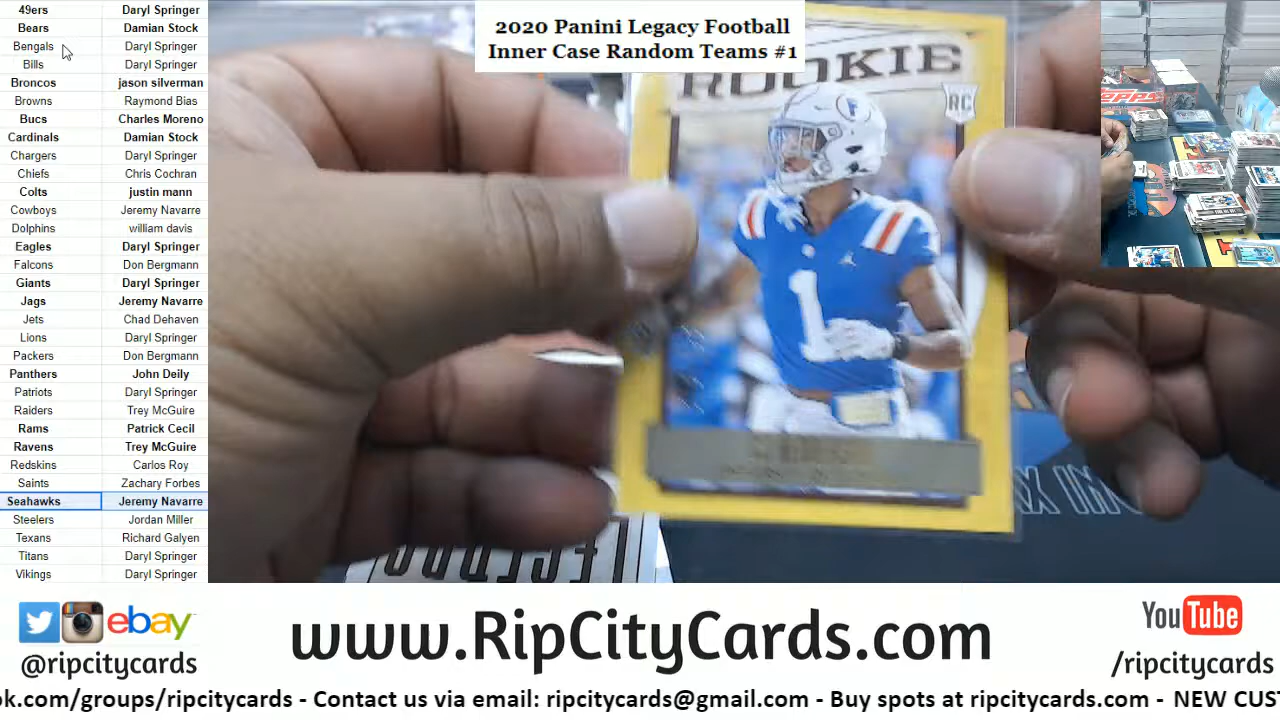 49ers Daryl Springer
Bears Damian Stock
Bengals Daryl Springer
Bills Daryl Springer
Broncos jason silverman
Browns Raymond Bias
Bucs Charles Moreno
Cardinals Damian Stock
Chargers Daryl Springer
Chiefs Chris Cochran
Colts justin mann
Cowboys Jeremy Navarre
Dolphins william davis
Eagles Daryl Springer
Falcons Don Bergmann
Giants Daryl Springer
Jags Jeremy Navarre
Jets Chad Dehaven
Lions Daryl Springer
Packers Don Bergmann
Panthers John Deily
Patriots Daryl Springer
Raiders Trey McGuire
Rams Patrick Cecil
Ravens Trey McGuire
Redskins Carlos Roy
Saints Zachary Forbes
Seahawks Jeremy Navarre
Steelers Jordan Miller
Texans Richard Galyen
Titans Daryl Springer
Vikings Daryl Springer
2020 Panini Legacy Football
Inner Case Random Teams #1
ROOKIE
RC
1
TOPPS
ebay
@ripcitycards
www.RipCityCards.com
YouTube
/ripcitycards
ok.com/groups/ripcitycards - Contact us via email: ripcitycards@gmail.com - Buy spots at ripcitycards.com - NEW CUS